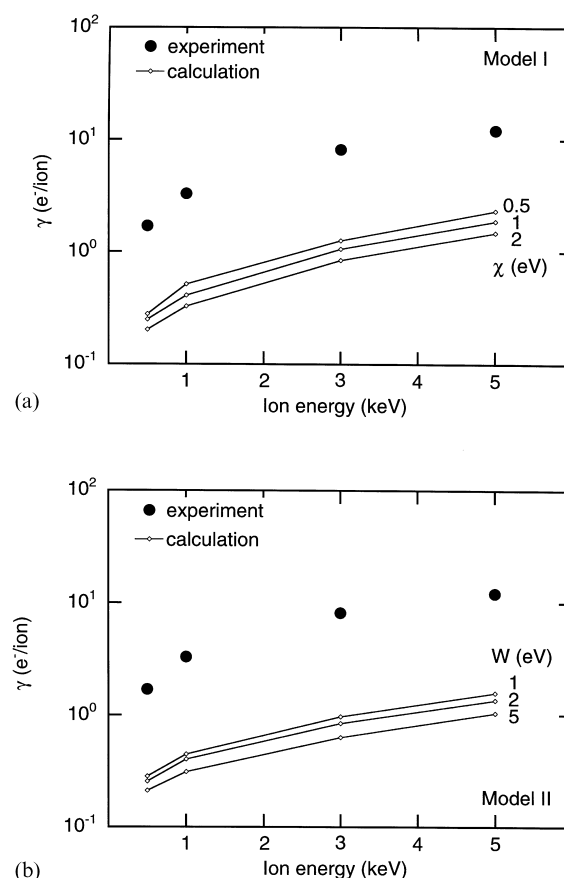 10²
experiment
calculation
Model I
10¹
γ (e⁻/ion)
0.5
1
2
10⁰
χ (eV)
10⁻¹
1 2 3 4 5
(a)
Ion energy (keV)
10²
experiment
calculation
10¹
γ (e⁻/ion)
W (eV)
1
2
5
10⁰
Model II
10⁻¹
1 2 3 4 5
(b)
Ion energy (keV)